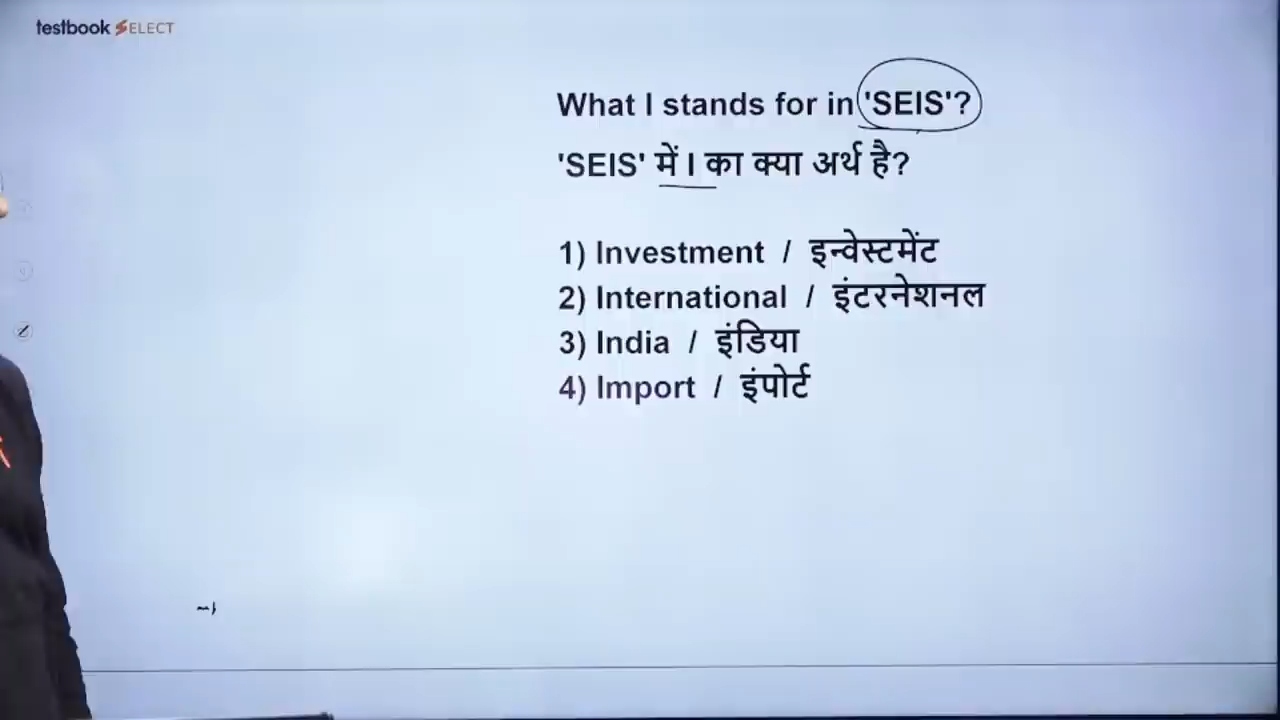 testbook SELECT
What I stands for in 'SEIS'?
'SEIS' में I का क्या अर्थ है?
1) Investment / इन्वेस्टमेंट
2) International / इंटरनेशनल
3) India / इंडिया
4) Import / इंपोर्ट